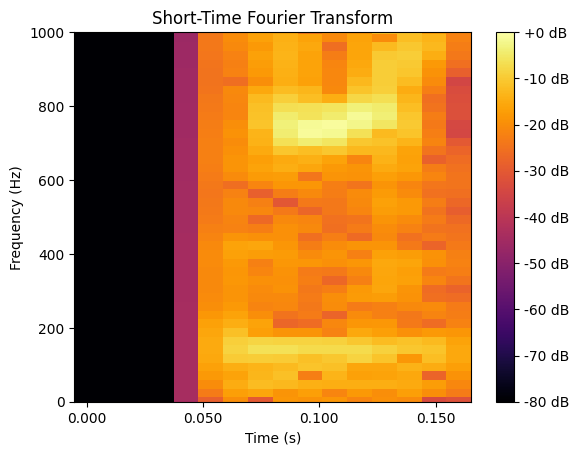 Short-Time Fourier Transform
Frequency (Hz)
1000
800
600
400
200
0
0.000
0.050
0.100
0.150
Time (s)
+0 dB
-10 dB
-20 dB
-30 dB
-40 dB
-50 dB
-60 dB
-70 dB
-80 dB